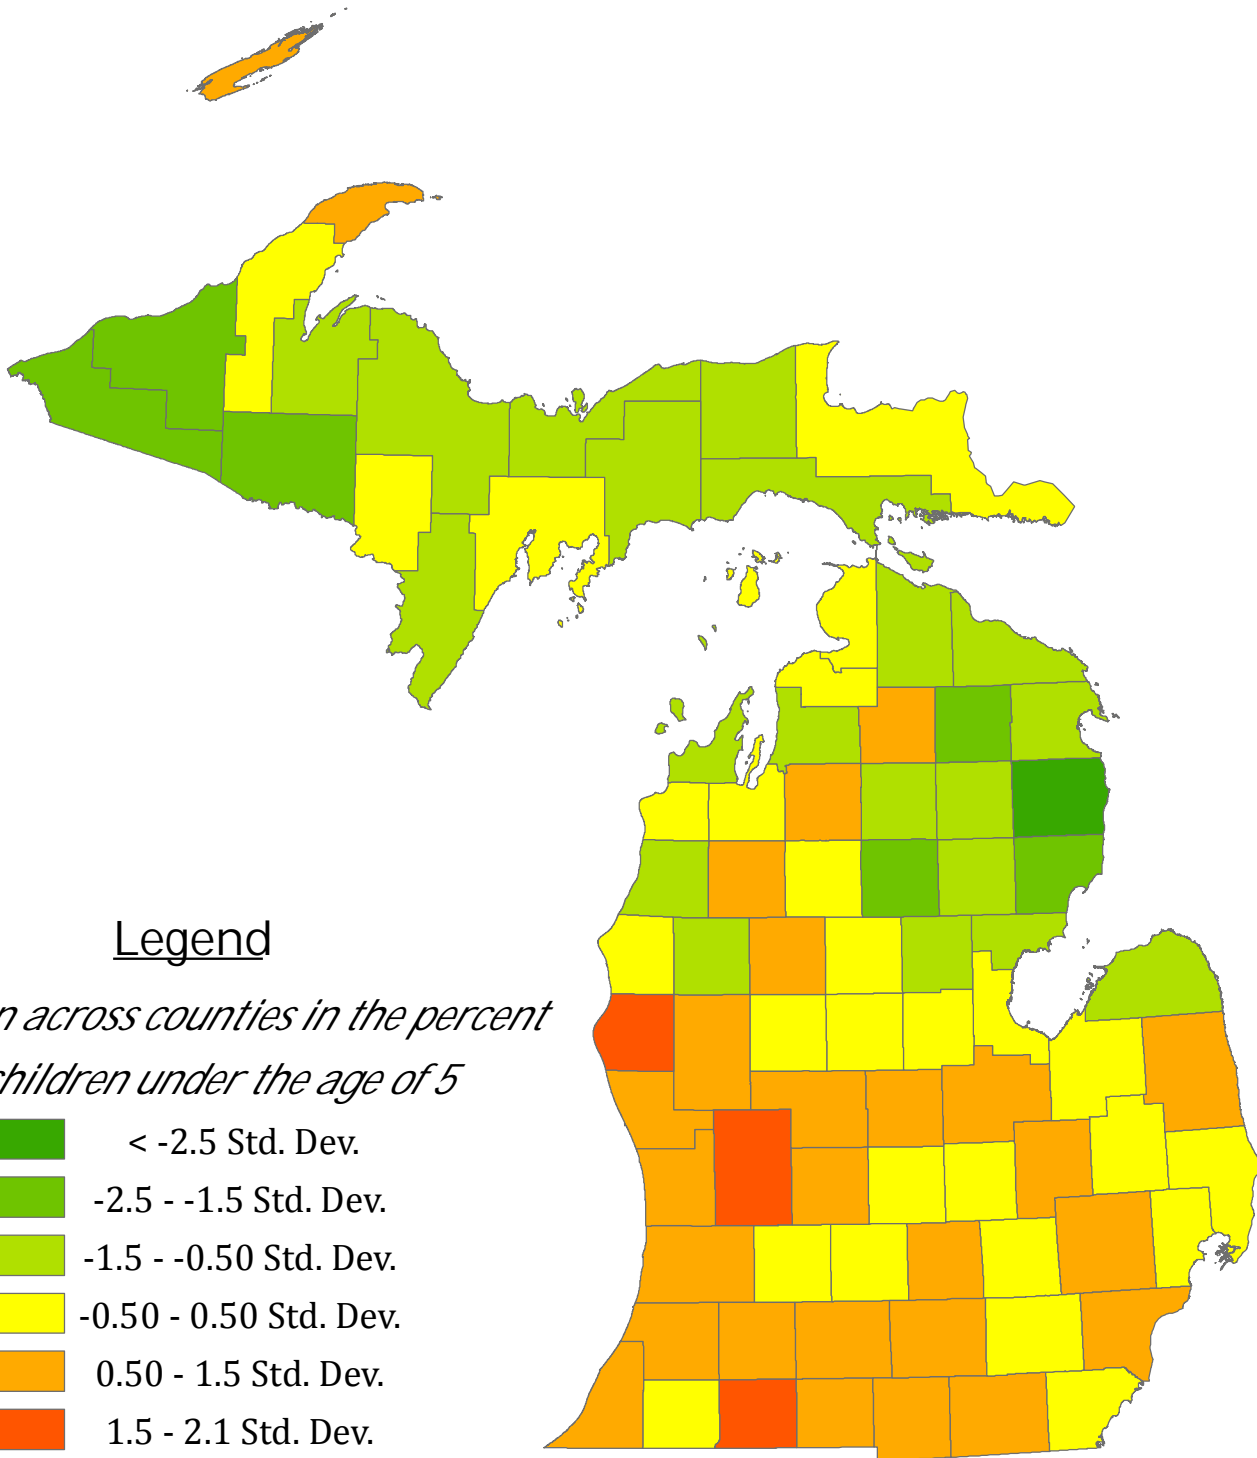 Legend
n across counties in the percent
children under the age of 5
< -2.5 Std. Dev.
-2.5 - -1.5 Std. Dev.
-1.5 - -0.50 Std. Dev.
-0.50 - 0.50 Std. Dev.
0.50 - 1.5 Std. Dev.
1.5 - 2.1 Std. Dev.